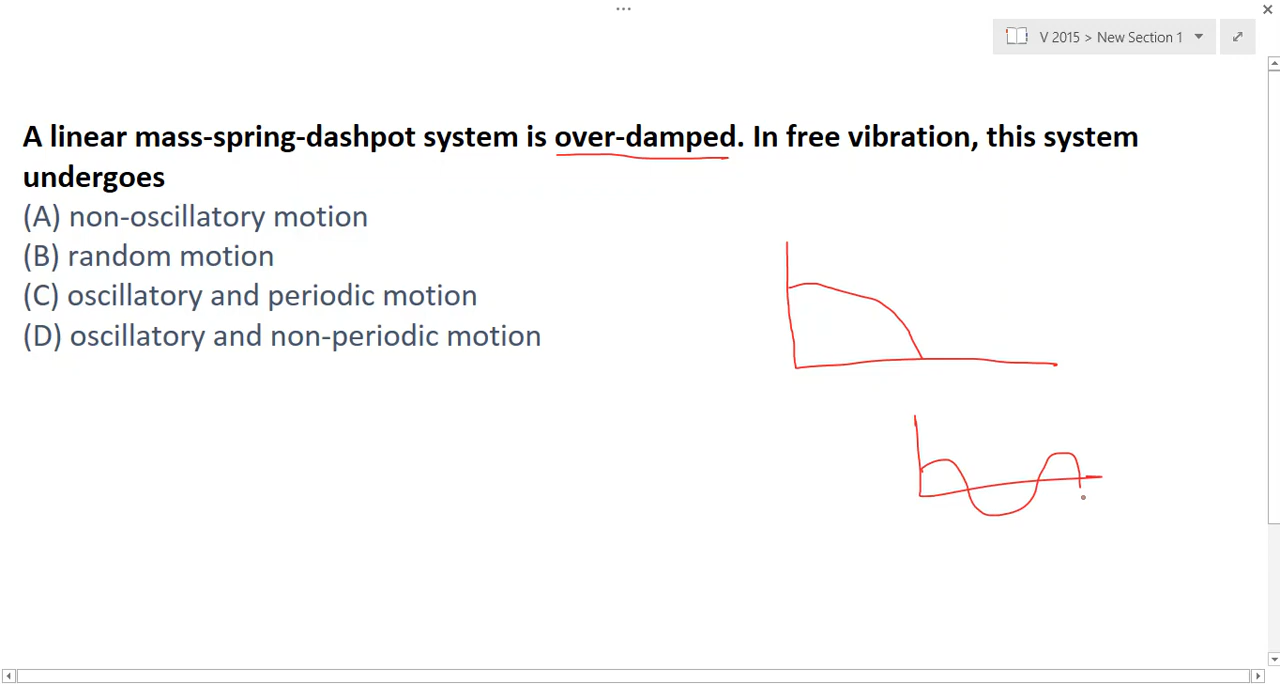 V 2015 > New Section 1
A linear mass-spring-dashpot system is over-damped. In free vibration, this system
undergoes
(A) non-oscillatory motion
(B) random motion
(C) oscillatory and periodic motion
(D) oscillatory and non-periodic motion